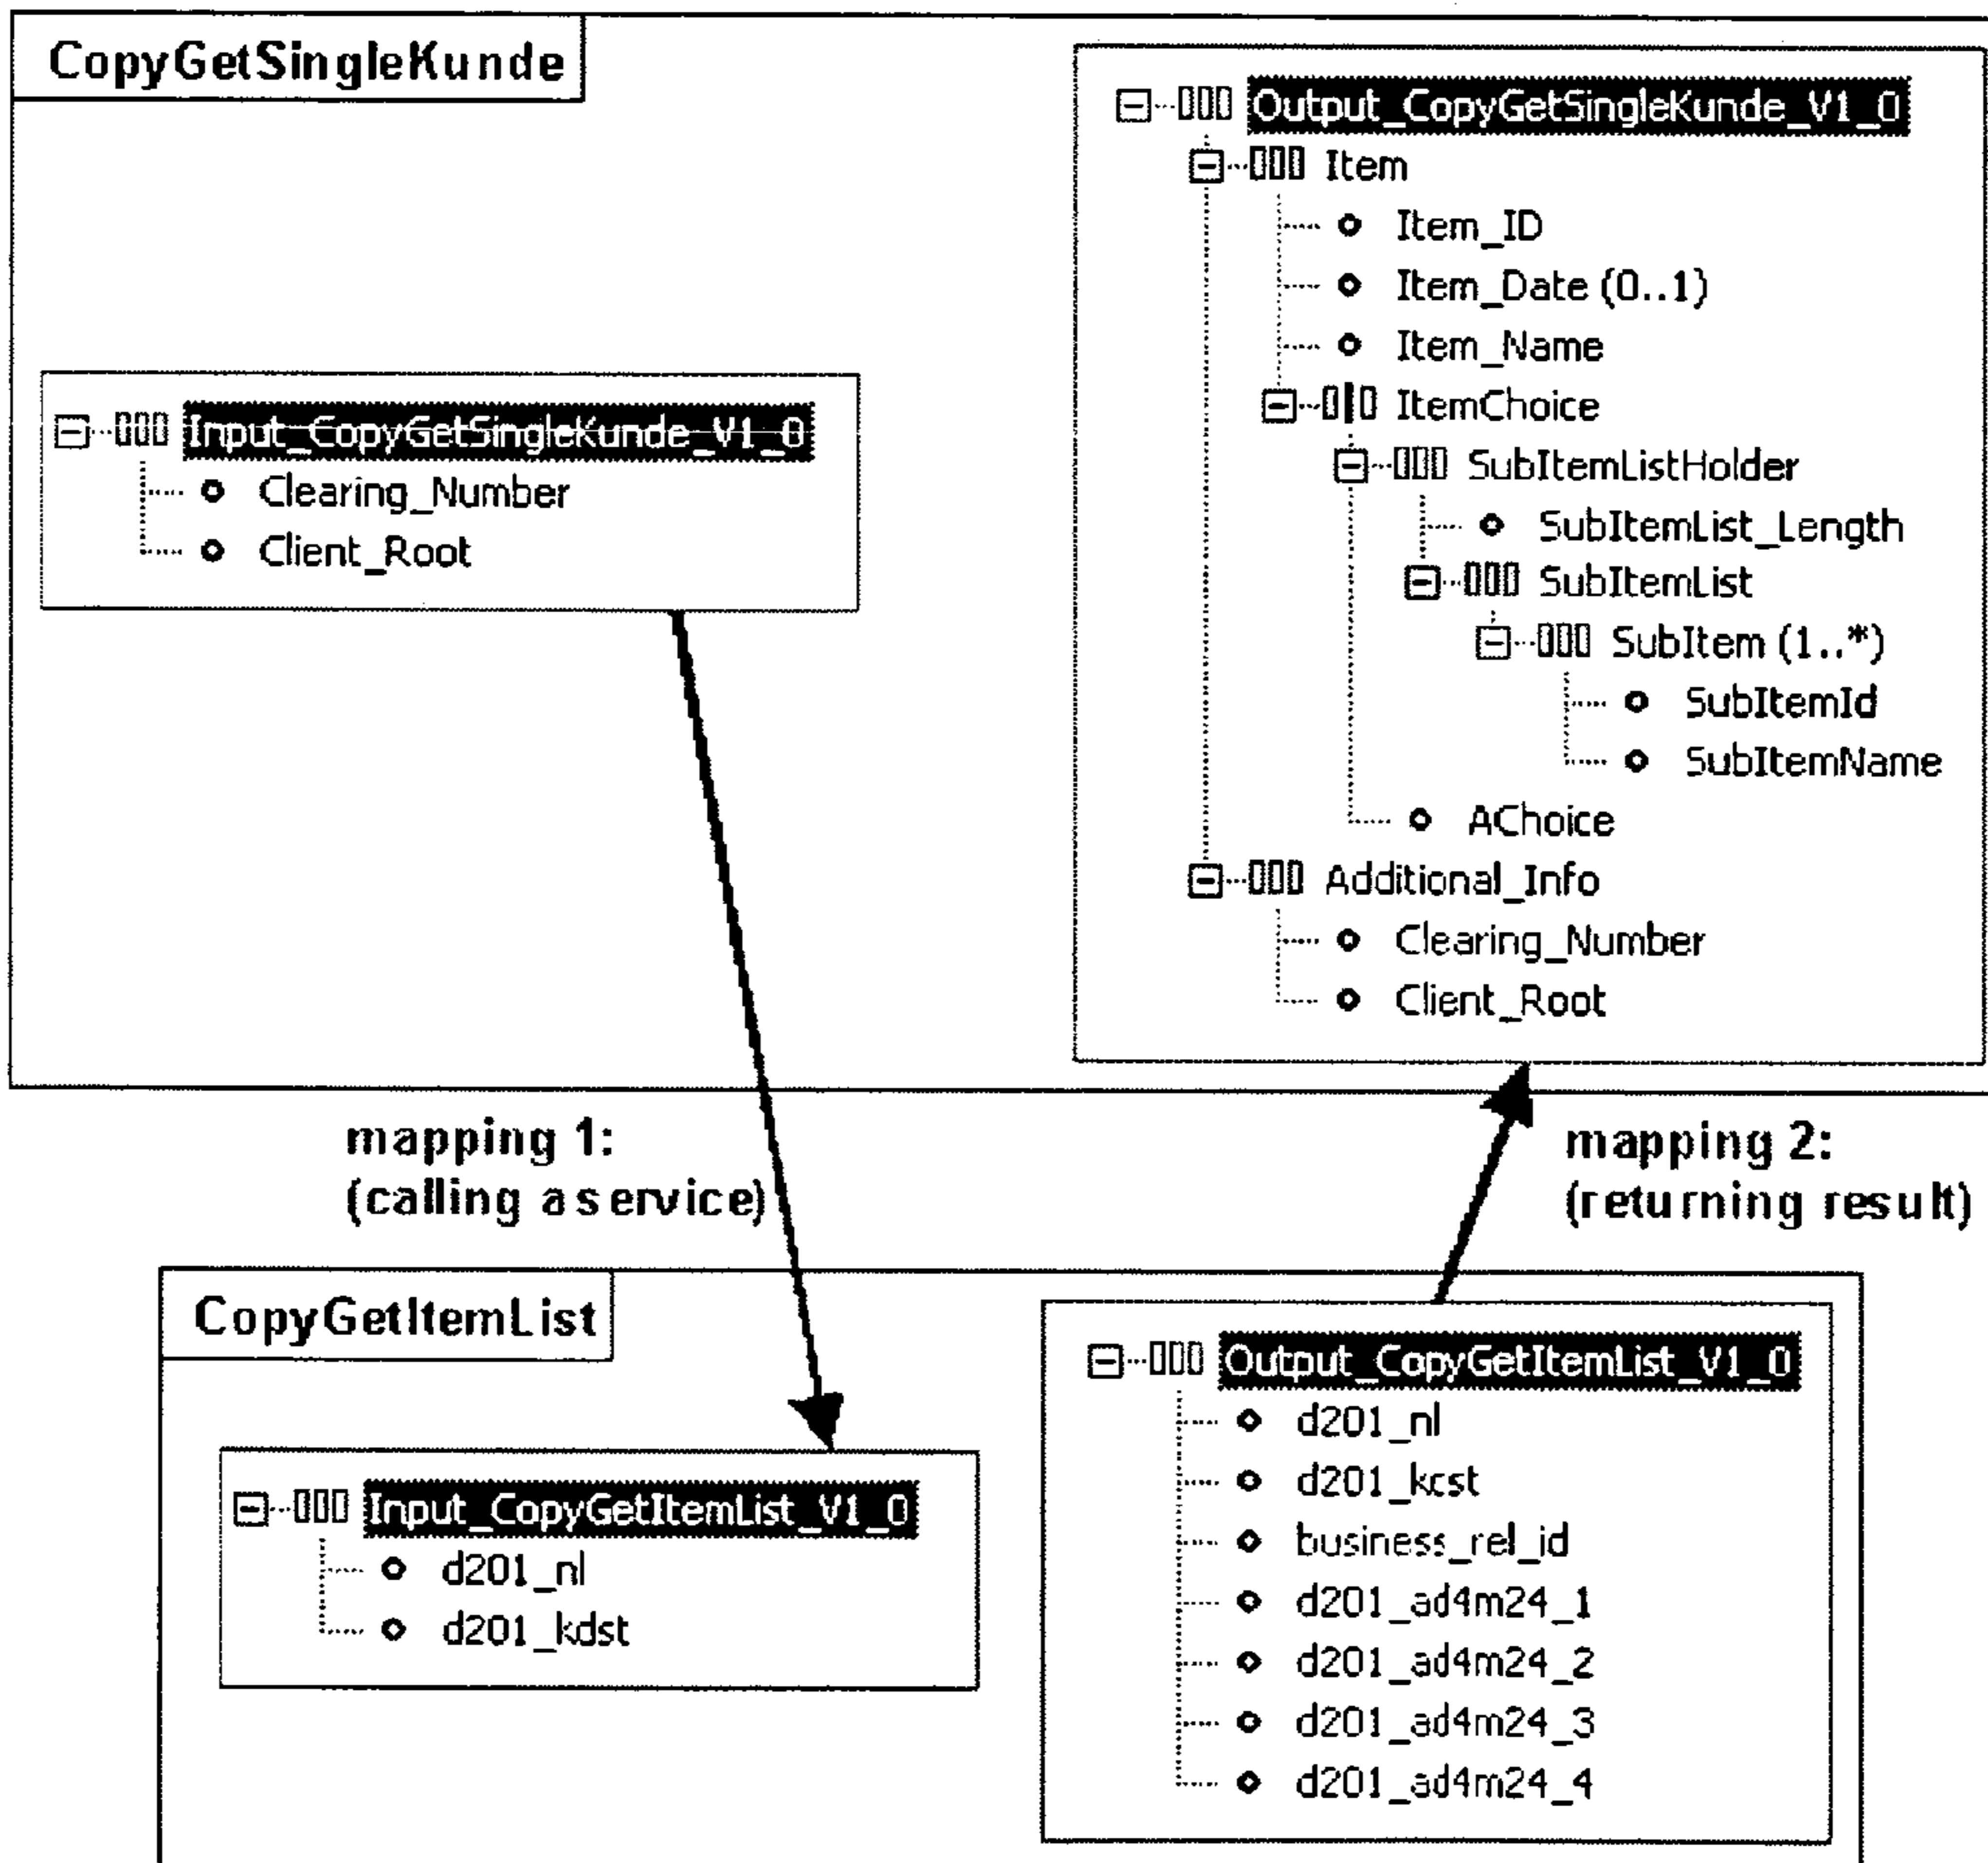 CopyGetSingleKunde
Input_CopyGetSingleKunde_V1_0
Clearing_Number
Client_Root
Output_CopyGetSingleKunde_V1_0
Item
Item_ID
Item_Date (0..1)
Item_Name
ItemChoice
SubItemListHolder
SubItemList_Length
SubItemList
SubItem (1..*)
SubItemId
SubItemName
AChoice
Additional_Info
Clearing_Number
Client_Root
mapping 1:
(calling a service)
mapping 2:
(returning result)
CopyGetItemList
Input_CopyGetItemList_V1_0
d201_nl
d201_kdst
Output_CopyGetItemList_V1_0
d201_nl
d201_kcst
business_rel_id
d201_ad4m24_1
d201_ad4m24_2
d201_ad4m24_3
d201_ad4m24_4